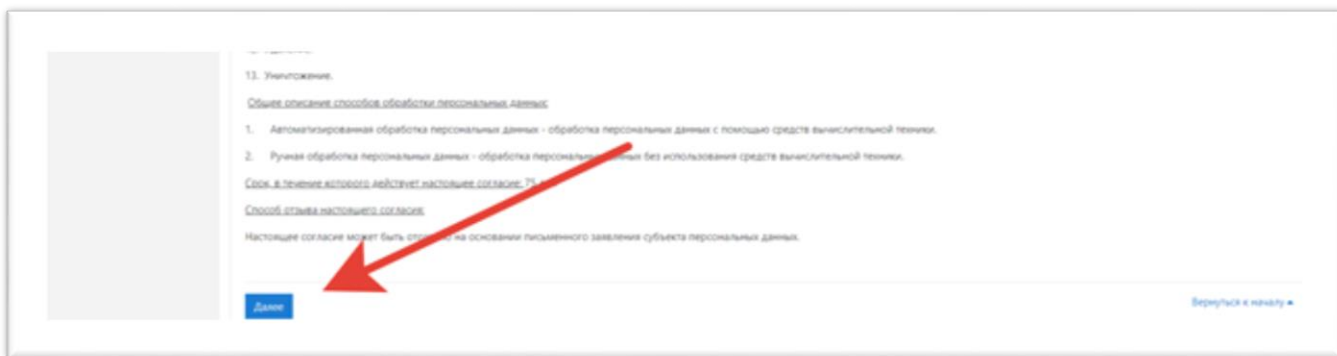 13. Уничтожение.
Общее описание способов обработки персональных данных:
1. Автоматизированная обработка персональных данных - обработка персональных данных с помощью средств вычислительной техники.
2. Ручная обработка персональных данных - обработка персональных данных без использования средств вычислительной техники.
Срок, в течение которого действует настоящее согласие: 75
Способ отзыва настоящего согласия:
Настоящее согласие может быть на основании письменного заявления субъекта персональных данных.
Далее
Вернуться к началу